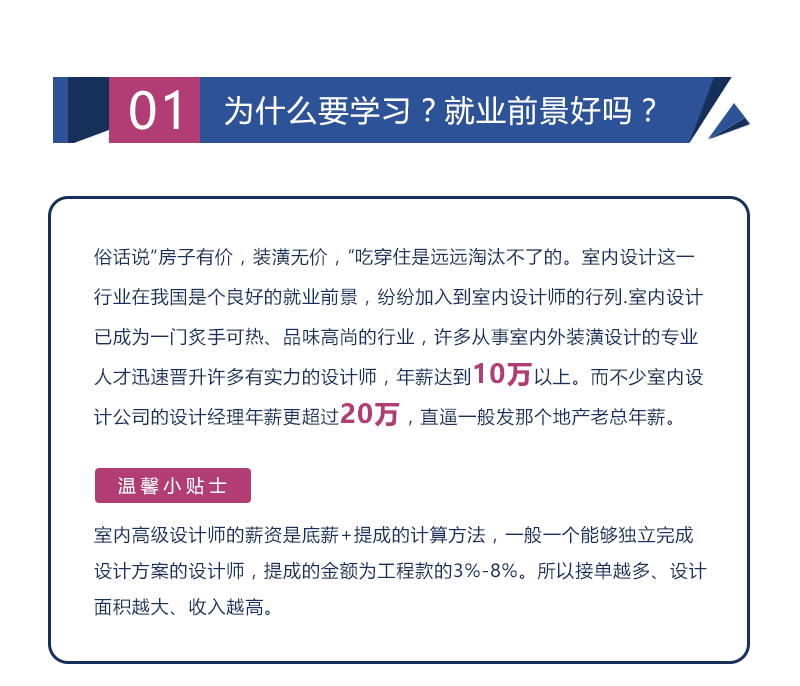 01 为什么要学习？就业前景好吗？
俗话说“房子有价，装潢无价，”吃穿住是远远淘汰不了的。室内设计这一
行业在我国是个良好的就业前景，纷纷加入到室内设计师的行列.室内设计
已成为一门炙手可热、品味高尚的行业，许多从事室内外装潢设计的专业
人才迅速晋升许多有实力的设计师，年薪达到10万以上。而不少室内设
计公司的设计经理年薪更超过20万，直逼一般发那个地产老总年薪。
温馨小贴士
室内高级设计师的薪资是底薪+提成的计算方法，一般一个能够独立完成
设计方案的设计师，提成的金额为工程款的3%-8%。所以接单越多、设计
面积越大、收入越高。